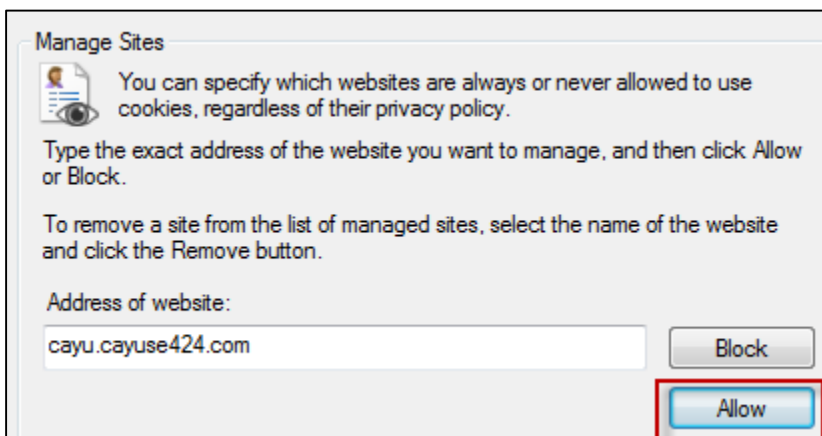 Manage Sites
You can specify which websites are always or never allowed to use
cookies, regardless of their privacy policy.
Type the exact address of the website you want to manage, and then click Allow
or Block.
To remove a site from the list of managed sites, select the name of the website
and click the Remove button.
Address of website:
cayu.cayuse424.com
Block
Allow